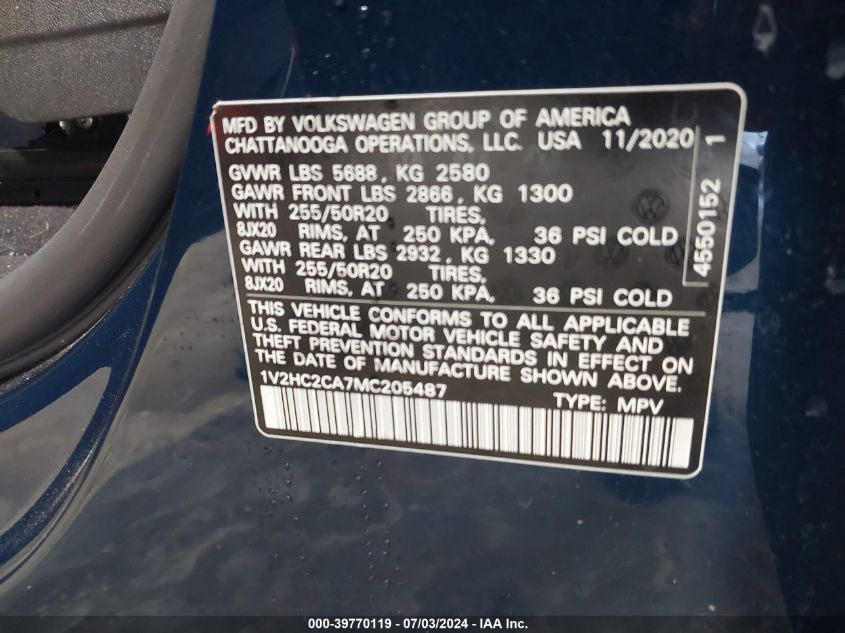 MFD BY VOLKSWAGEN GROUP OF AMERICA
CHATTANOOGA OPERATIONS, LLC. USA 11/2020
GVWR LBS 5688, KG 2580
GAWR FRONT LBS 2866, KG 1300
WITH 255/50R20 TIRES,
8JX20 RIMS, AT 250 KPA, 36 PSI COLD
GAWR REAR LBS 2932, KG 1330
WITH 255/50R20 TIRES,
8JX20 RIMS, AT 250 KPA, 36 PSI COLD
4550152 1
THIS VEHICLE CONFORMS TO ALL APPLICABLE
U.S. FEDERAL MOTOR VEHICLE SAFETY AND
THEFT PREVENTION STANDARDS IN EFFECT ON
THE DATE OF MANUFACTURE SHOWN ABOVE.
1V2HC2CA7MC205487 TYPE: MPV
000-39770119 - 07/03/2024 - IAA Inc.